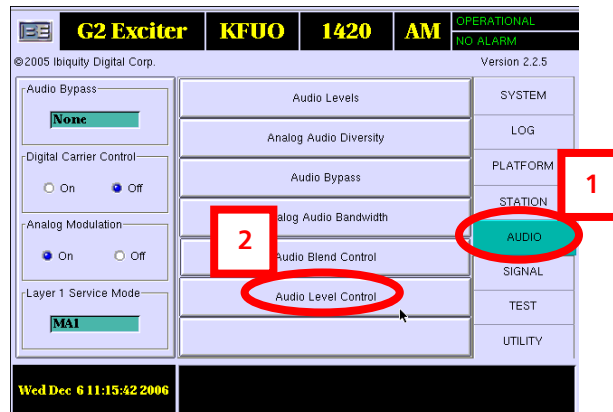 G2 Exciter
KFUO
1420
AM
OPERATIONAL
NO ALARM
©2005 Ibiquity Digital Corp.
Version 2.2.5
Audio Bypass
None
Digital Carrier Control
On
Off
Analog Modulation
On
Off
Layer 1 Service Mode
MA1
Audio Levels
Analog Audio Diversity
Audio Bypass
alog Audio Bandwidth
Audio Blend Control
Audio Level Control
SYSTEM
LOG
PLATFORM
STATION
AUDIO
SIGNAL
TEST
UTILITY
1
2
Wed Dec 6 11:15:42 2006